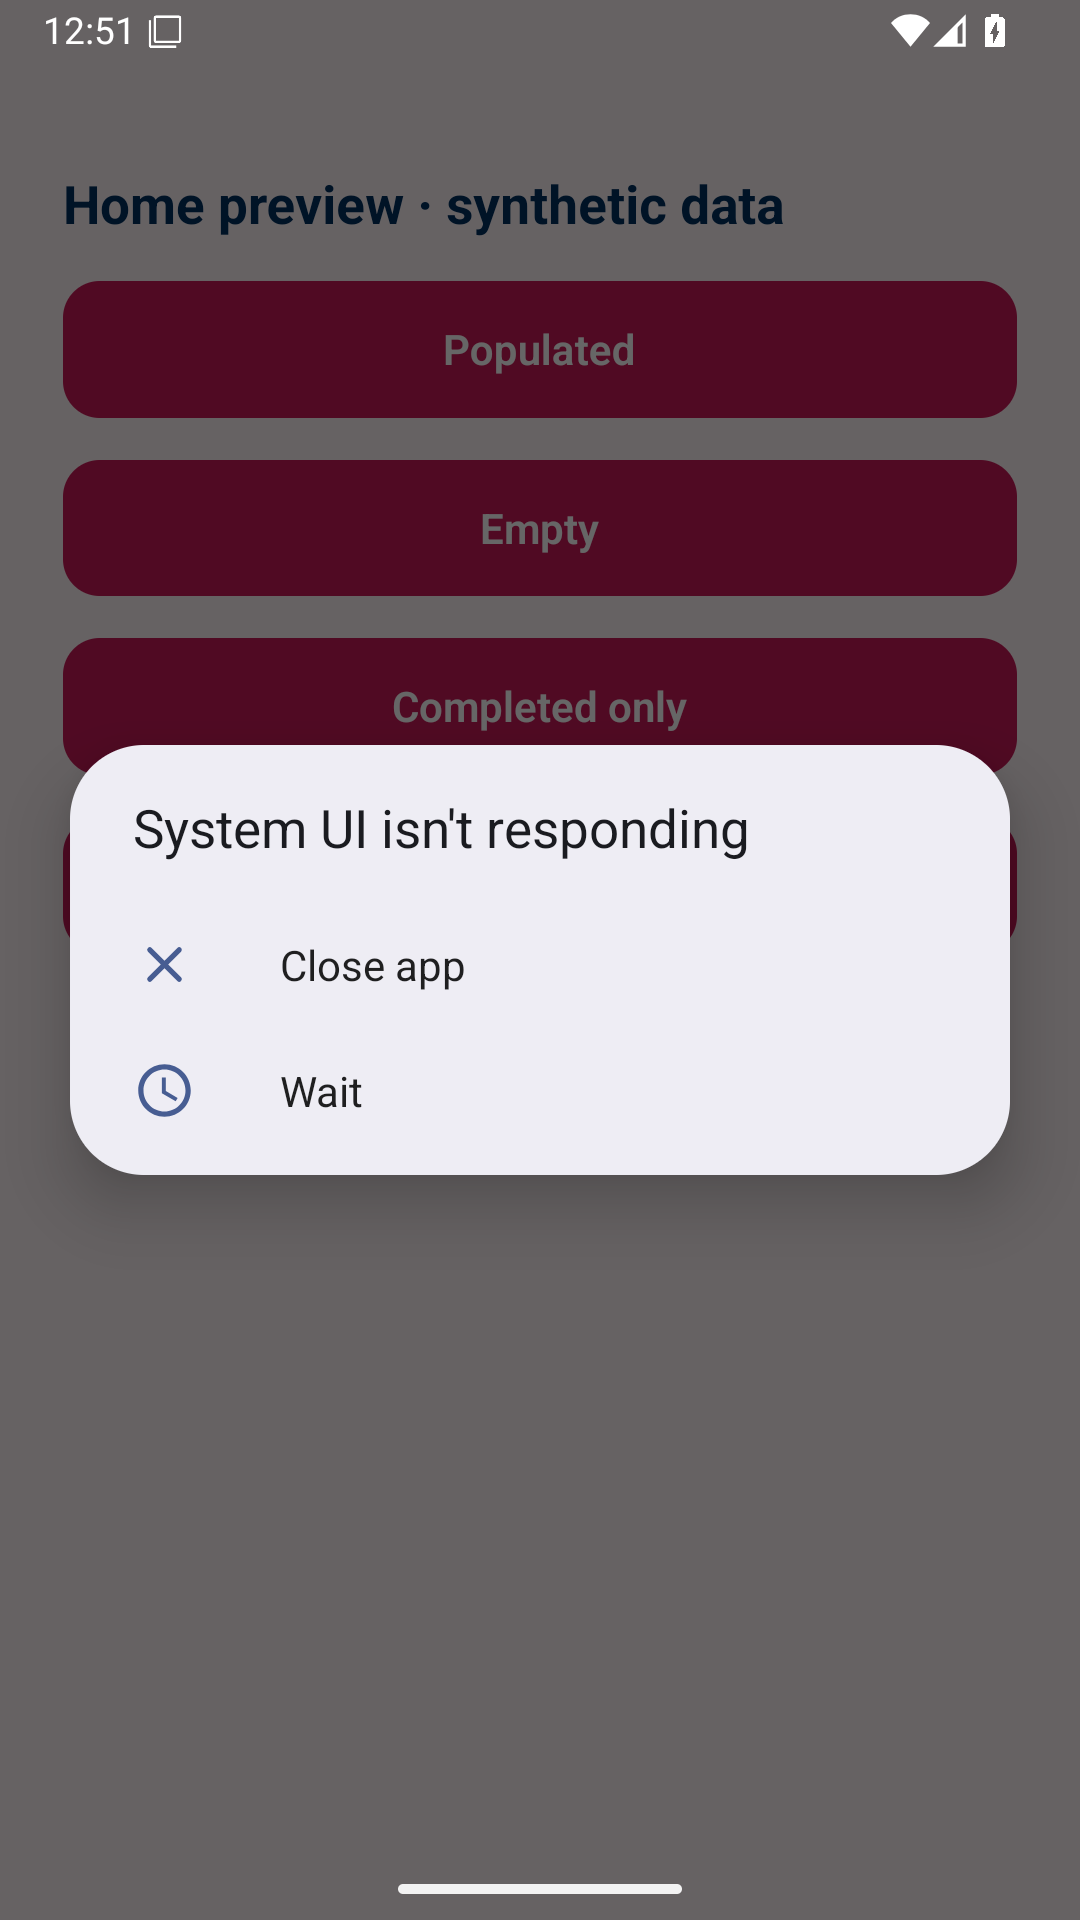 12:51
Home preview · synthetic data
Populated
Empty
Completed only
System UI isn't responding
Close app
Wait